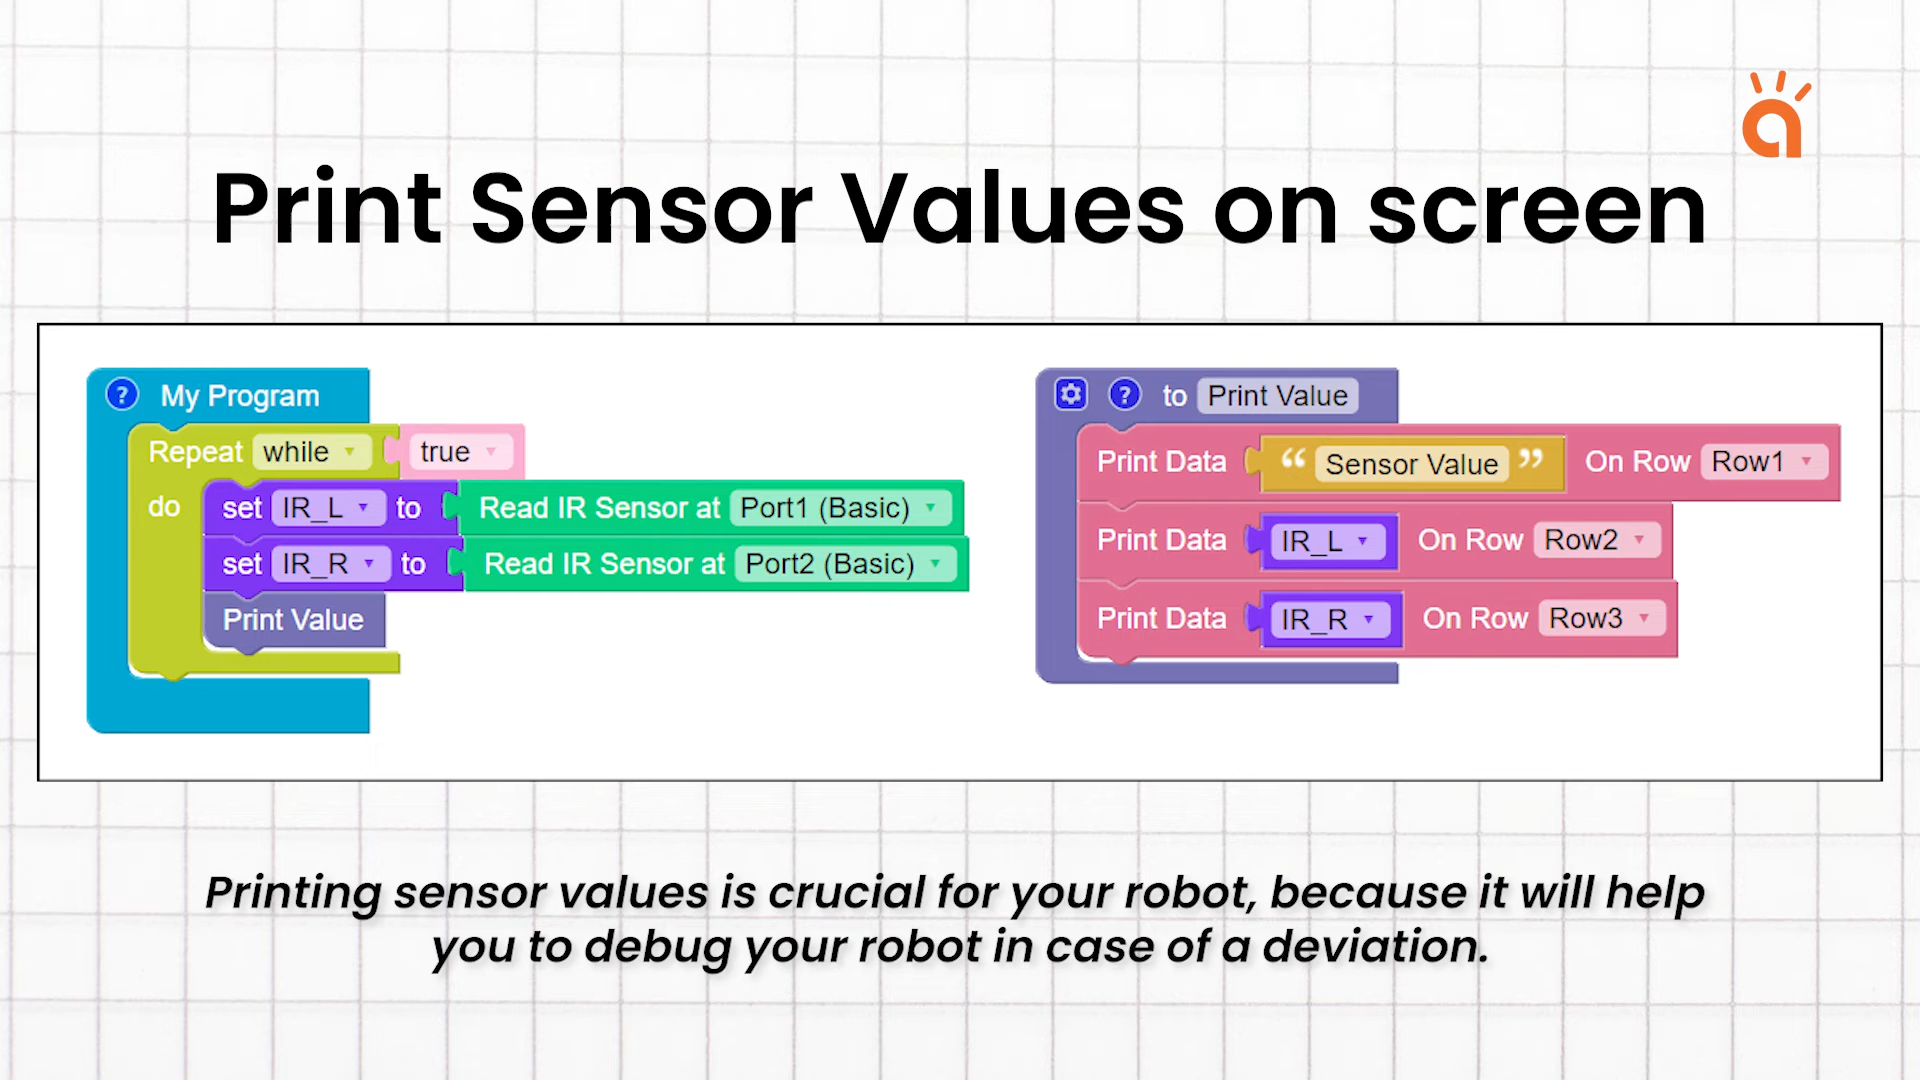 Print Sensor Values on screen
? My Program
Repeat while true
do set IR_L to Read IR Sensor at Port1 (Basic)
set IR_R to Read IR Sensor at Port2 (Basic)
Print Value
? to Print Value
Print Data “ Sensor Value ” On Row Row1
Print Data IR_L On Row Row2
Print Data IR_R On Row Row3
Printing sensor values is crucial for your robot, because it will help
you to debug your robot in case of a deviation.